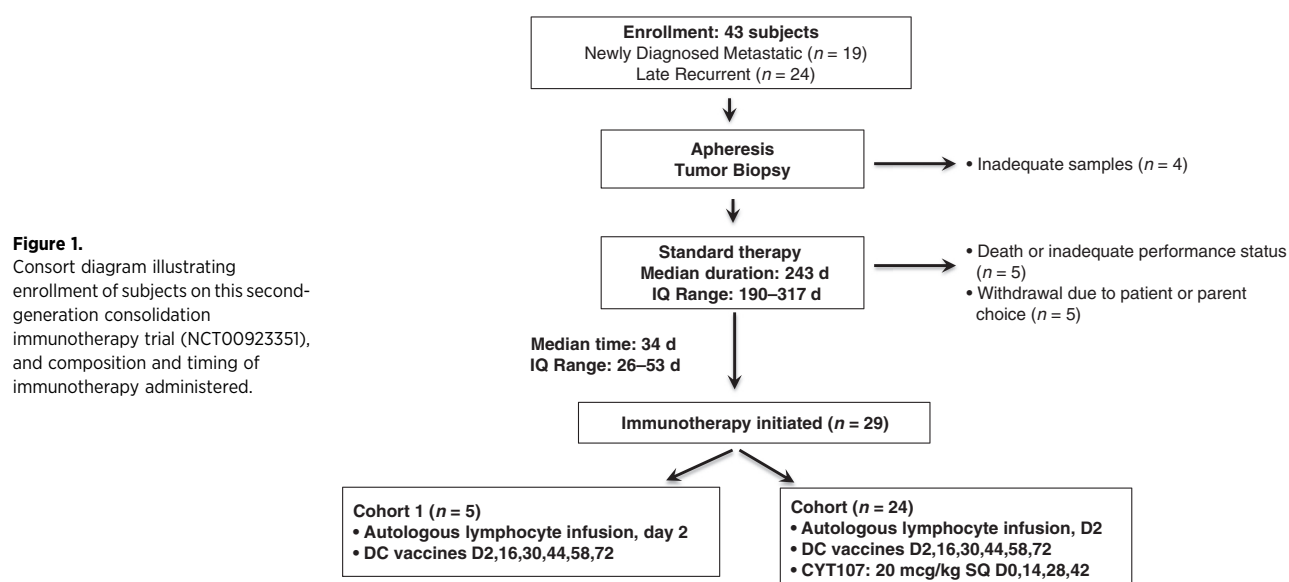 Enrollment: 43 subjects
Newly Diagnosed Metastatic (n = 19)
Late Recurrent (n = 24)
Apheresis
Tumor Biopsy
• Inadequate samples (n = 4)
Standard therapy
Median duration: 243 d
IQ Range: 190–317 d
• Death or inadequate performance status
(n = 5)
• Withdrawal due to patient or parent
choice (n = 5)
Figure 1.
Consort diagram illustrating
enrollment of subjects on this second-
generation consolidation
immunotherapy trial (NCT00923351),
and composition and timing of
immunotherapy administered.
Median time: 34 d
IQ Range: 26–53 d
Immunotherapy initiated (n = 29)
Cohort 1 (n = 5)
• Autologous lymphocyte infusion, day 2
• DC vaccines D2,16,30,44,58,72
Cohort (n = 24)
• Autologous lymphocyte infusion, D2
• DC vaccines D2,16,30,44,58,72
• CYT107: 20 mcg/kg SQ D0,14,28,42